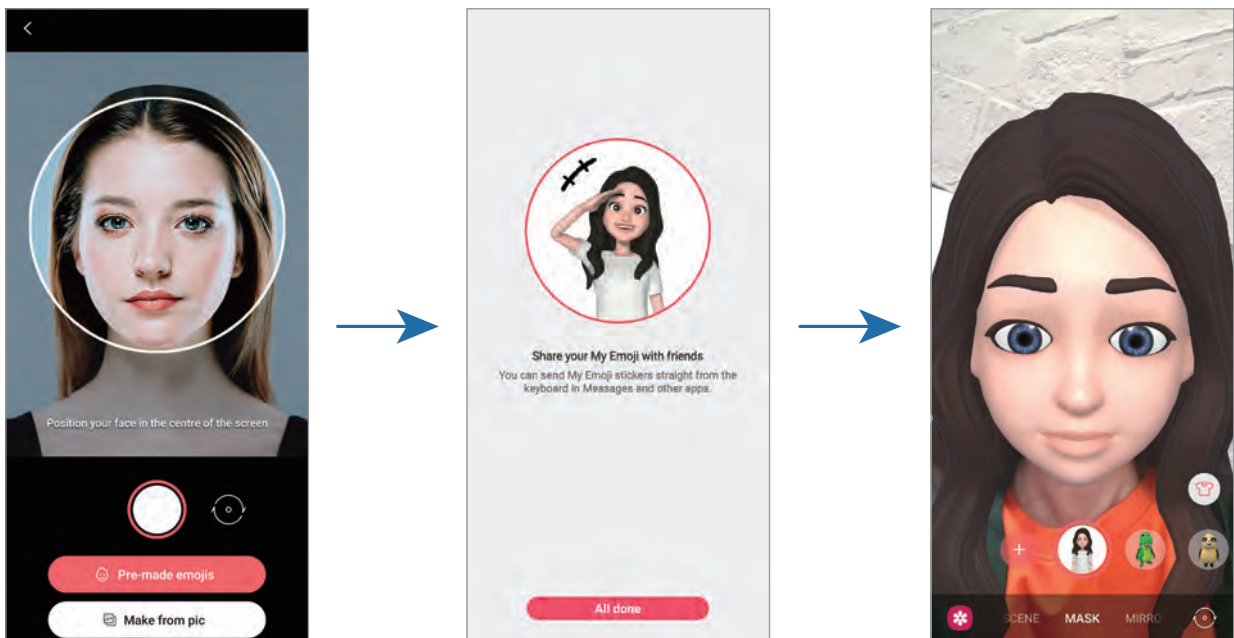 Position your face in the centre of the screen
Pre-made emojis
Make from pic
Share your My Emoji with friends
You can send My Emoji stickers straight from the
keyboard in Messages end other apps.
All done
SCENE MASK MIRRO